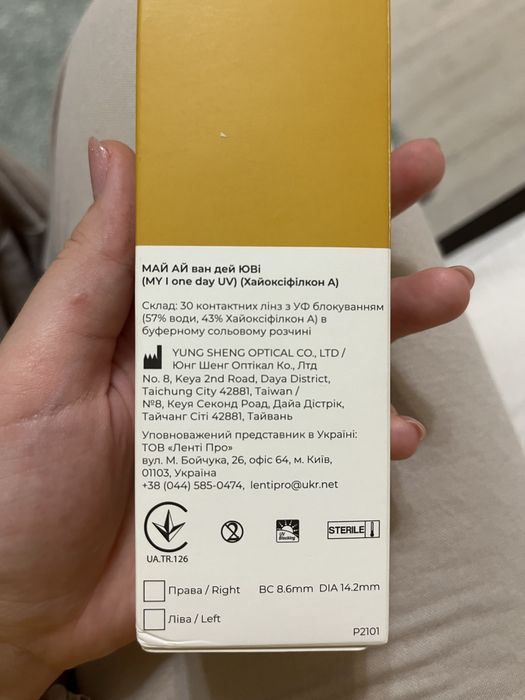 МАЙ АЙ ван дей ЮВі
(MY I one day UV) (Хайоксіфілкон А)
Склад: 30 контактних лінз з УФ блокуванням
(57% води, 43% Хайоксіфілкон А) в
буферному сольовому розчині
YUNG SHENG OPTICAL CO., LTD /
Юнг Шенг Оптікал Ко., Лтд
No. 8, Keya 2nd Road, Daya District,
Taichung City 42881, Taiwan /
№8, Кеуя Секонд Роад, Дайа Дістрік,
Тайчанг Сіті 42881, Тайвань
Уповноважений представник в Україні:
ТОВ «Ленті Про»
вул. М. Бойчука, 26, офіс 64, м. Київ,
01103, Україна
+38 (044) 585-0474, lentipro@ukr.net
UA.TR.126
2
UV Blocking
STERILE
Права / Right BC 8.6mm DIA 14.2mm
Ліва / Left
P2101